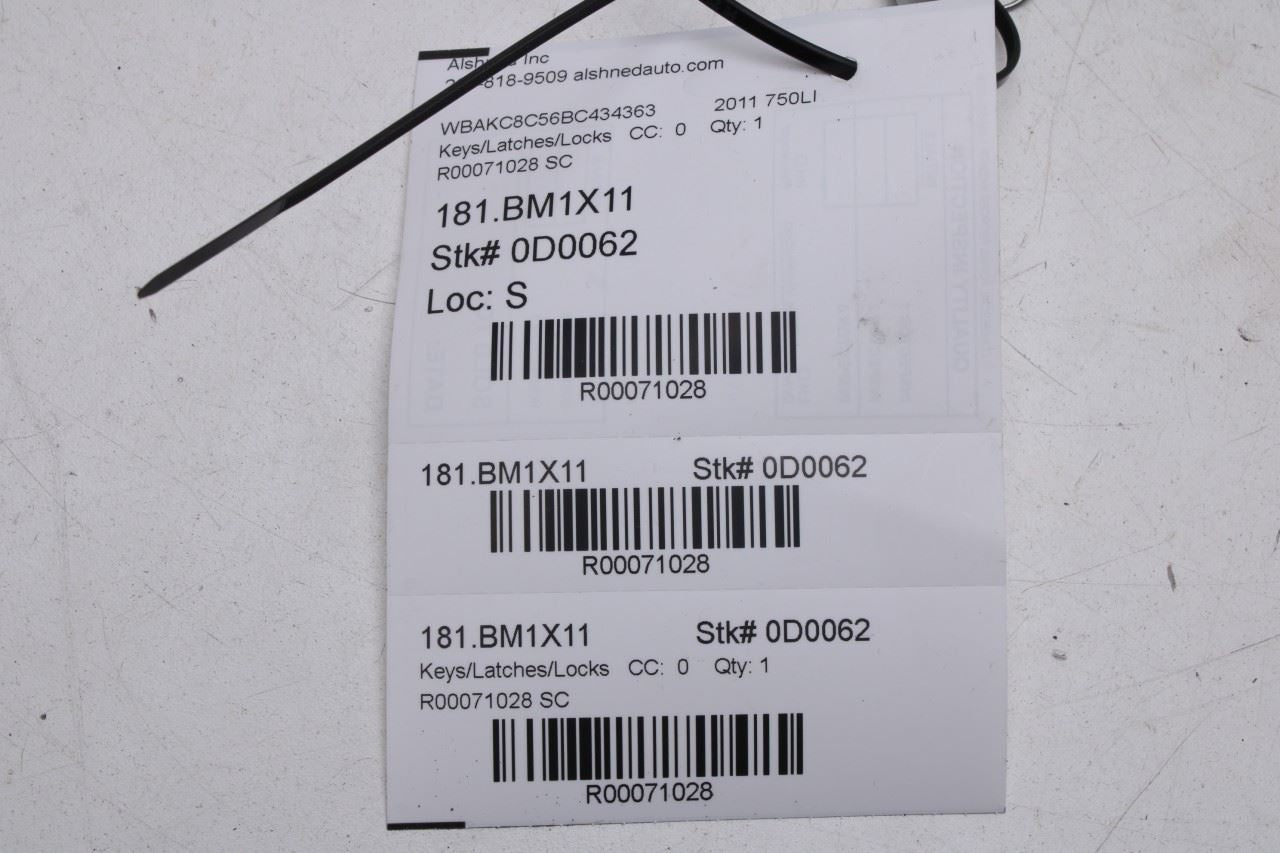 Inc
818-9509 alshnedauto.com
WBAKC8C56BC434363 2011 750LI
Keys/Latches/Locks CC: 0 Qty: 1
R00071028 SC
181.BM1X11
Stk# 0D0062
Loc: S
R00071028
181.BM1X11 Stk# 0D0062
R00071028
181.BM1X11 Stk# 0D0062
Keys/Latches/Locks CC: 0 Qty: 1
R00071028 SC
R00071028